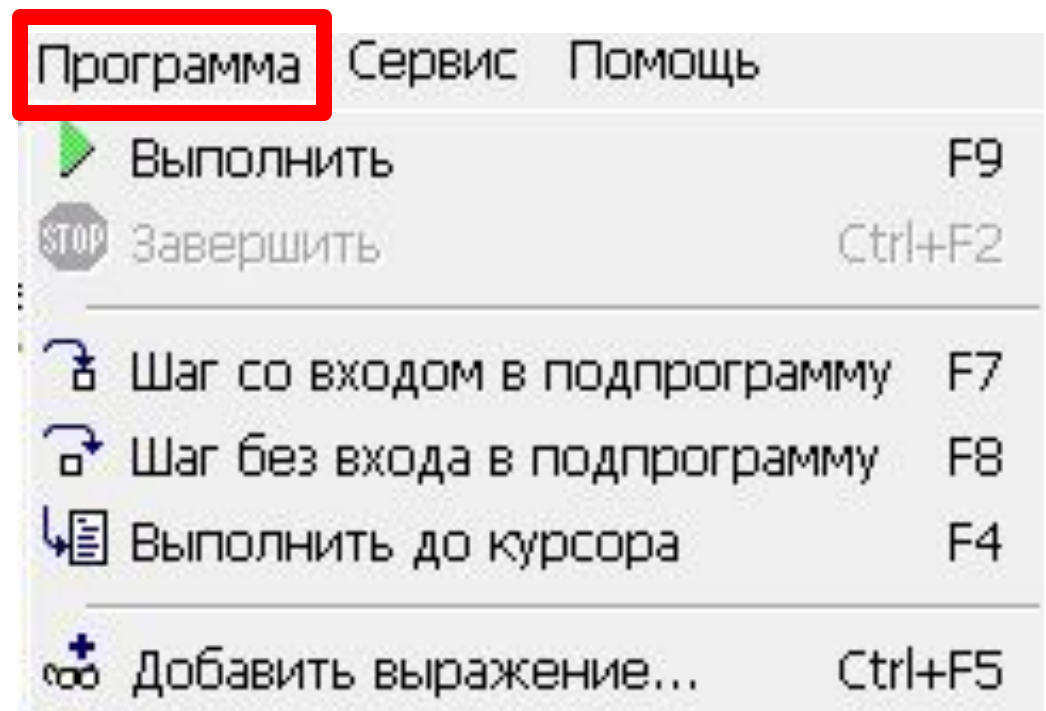 Программа Сервис Помощь
Выполнить F9
STOP Завершить Ctrl+F2
Шаг со входом в подпрограмму F7
Шаг без входа в подпрограмму F8
Выполнить до курсора F4
Добавить выражение... Ctrl+F5